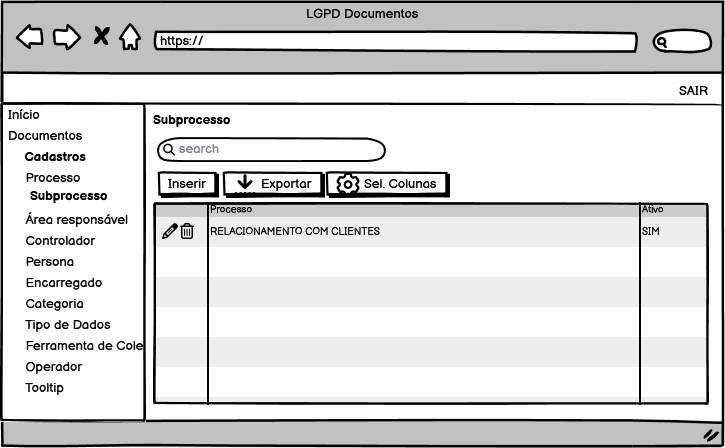 LGPD Documentos
https://
SAIR
Início
Documentos
Cadastros
Processo
Subprocesso
Área responsável
Controlador
Persona
Encarregado
Categoria
Tipo de Dados
Ferramenta de Cole
Operador
Tooltip
Subprocesso
search
Inserir Exportar Sel. Colunas
Processo Ativo
RELACIONAMENTO COM CLIENTES SIM